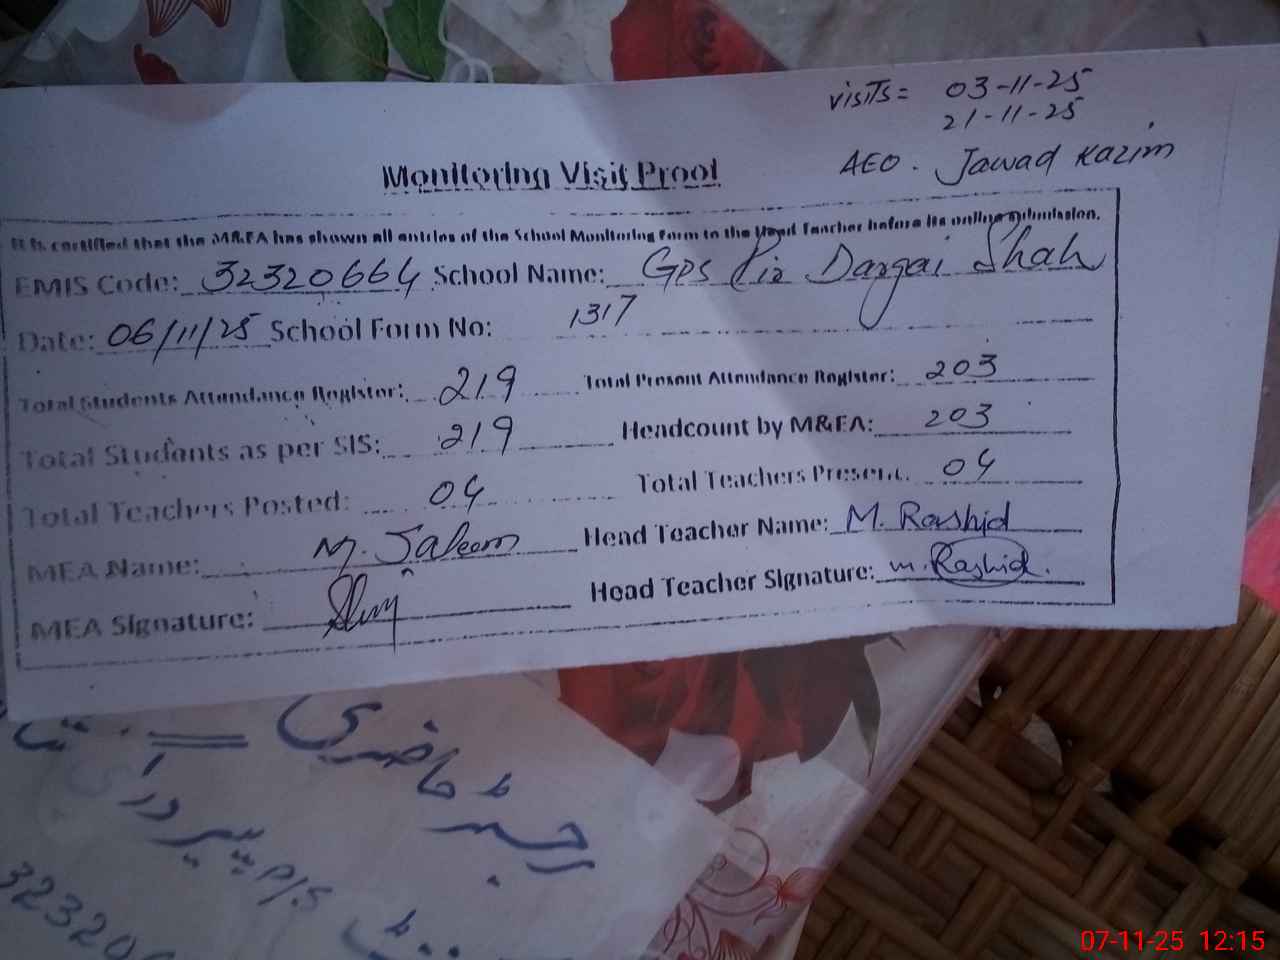 visits = 03-11-25
21-11-25
AEO. Jawad Kazim
Monitoring Visit Proof
It is certified that the M&EA has shown all entries of the School Monitoring Form to the Head Teacher before its online submission.
EMIS Code: 32320664 School Name: GPS Pir Dargai Shah
Date: 06/11/25 School Form No: 1317
Total Students Attendance Register: 219 Total Present Attendance Register: 203
Total Students as per SIS: 219 Headcount by M&EA: 203
Total Teachers Posted: 04 Total Teachers Present: 04
MEA Name: M. Saleem Head Teacher Name: M. Rashid
MEA Signature: Head Teacher Signature: M. Rashid.
رجسٹر حاضری
پیر در
32320
07-11-25 12:15